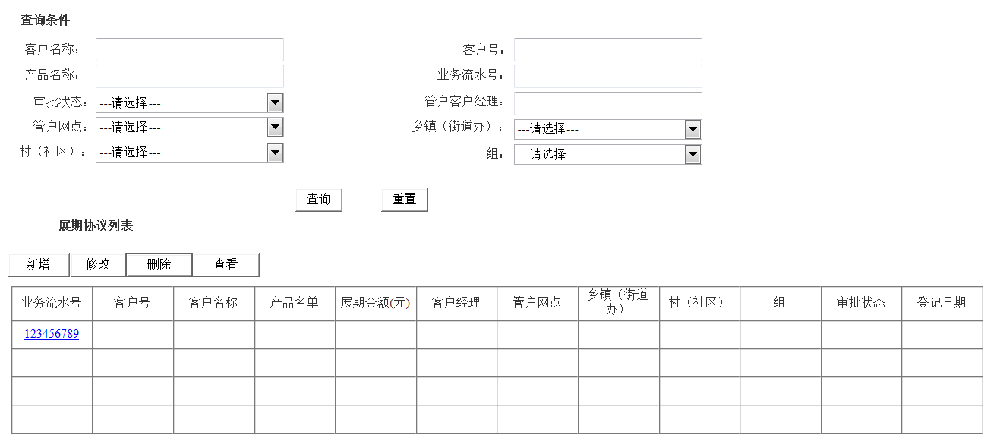 查询条件
客户名称： 客户号：
产品名称： 业务流水号：
审批状态： ---请选择--- 管户客户经理：
管户网点： ---请选择--- 乡镇（街道办）： ---请选择---
村（社区）： ---请选择--- 组： ---请选择---
查询 重置
展期协议列表
新增 修改 删除 查看
业务流水号 客户号 客户名称 产品名单 展期金额(元) 客户经理 管户网点 乡镇（街道办） 村（社区） 组 审批状态 登记日期
123456789